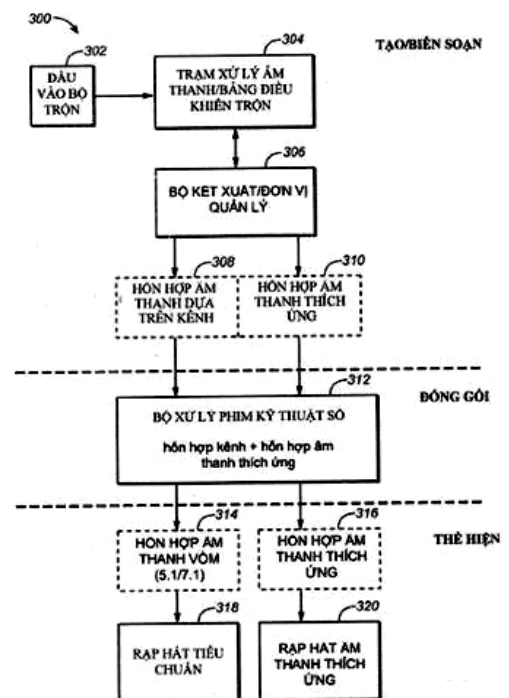 300
302
304
TẠO/BIÊN SOẠN
ĐẦU
VÀO BỘ
TRỘN
TRẠM XỬ LÝ ÂM
THANH/BẢNG ĐIỀU
KHIỂN TRỘN
306
BỘ KẾT XUẤT/ĐƠN VỊ
QUẢN LÝ
308
310
HỖN HỢP ÂM
THANH DỰA
TRÊN KÊNH
HỖN HỢP ÂM
THANH THÍCH
ỨNG
312
ĐÓNG GÓI
BỘ XỬ LÝ PHIM KỸ THUẬT SỐ
hỗn hợp kênh + hỗn hợp âm
thanh thích ứng
314
316
THỂ HIỆN
HỖN HỢP ÂM
THANH VÒM
(5.1/7.1)
HỖN HỢP ÂM
THANH THÍCH
ỨNG
318
320
RẠP HÁT TIÊU
CHUẨN
RẠP HÁT ÂM
THANH THÍCH
ỨNG